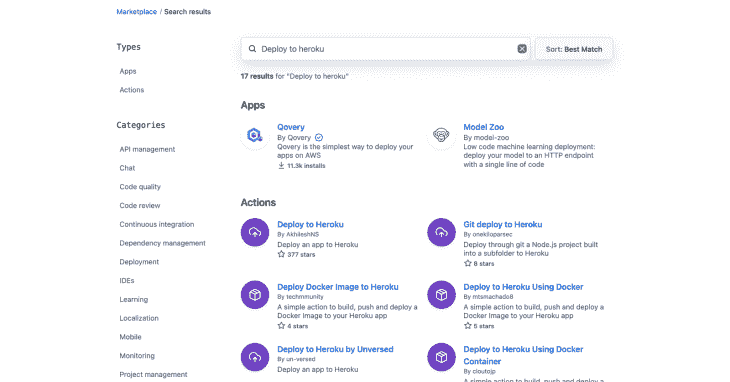 Marketplace / Search results
Types
Apps
Actions
Categories
API management
Chat
Code quality
Code review
Continuous integration
Dependency management
Deployment
IDEs
Learning
Localization
Mobile
Monitoring
Project management
Deploy to heroku
Sort: Best Match
17 results for "Deploy to heroku"
Apps
Qovery
By Qovery
Qovery is the simplest way to deploy your
apps on AWS
11.3k installs
Model Zoo
By model-zoo
Low code machine learning deployment:
deploy your model to an HTTP endpoint
with a single line of code
Actions
Deploy to Heroku
By AkhileshNS
Deploy an app to Heroku
377 stars
Git deploy to Heroku
By onekiloparsec
Deploy through git a Node.js project built
into a subfolder to Heroku
8 stars
Deploy Docker Image to Heroku
By techmmunity
A simple action to build, push and deploy a
Docker Image to your Heroku app
4 stars
Deploy to Heroku Using Docker
By mtsmachado8
A simple action to build, push and deploy a
Docker Image to your Heroku app
5 stars
Deploy to Heroku by Unversed
By un-versed
Deploy an app to Heroku
Deploy to Heroku Using Docker
Container
By cloutojp
A simple action to build, push and deploy a